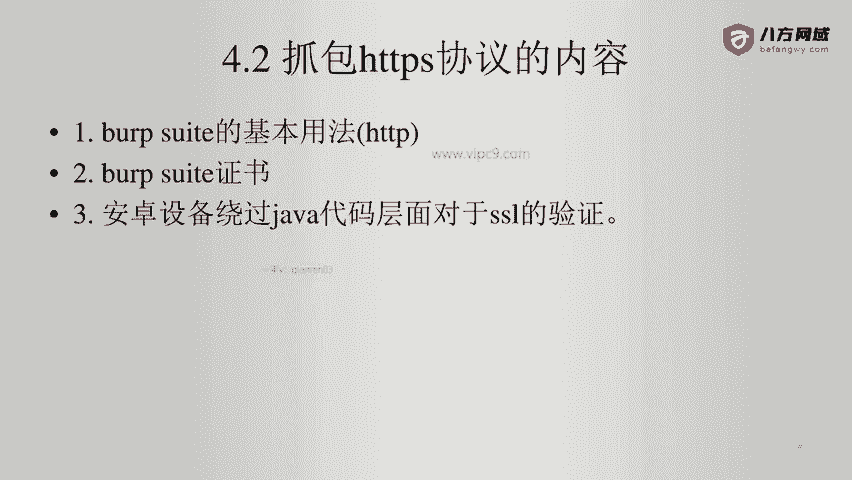 八方网域
bafangwy.com
4.2 抓包https协议的内容
• 1. burp suite的基本用法(http)
www.vipc9.com
• 2. burp suite证书
• 3. 安卓设备绕过java代码层面对于ssl的验证。